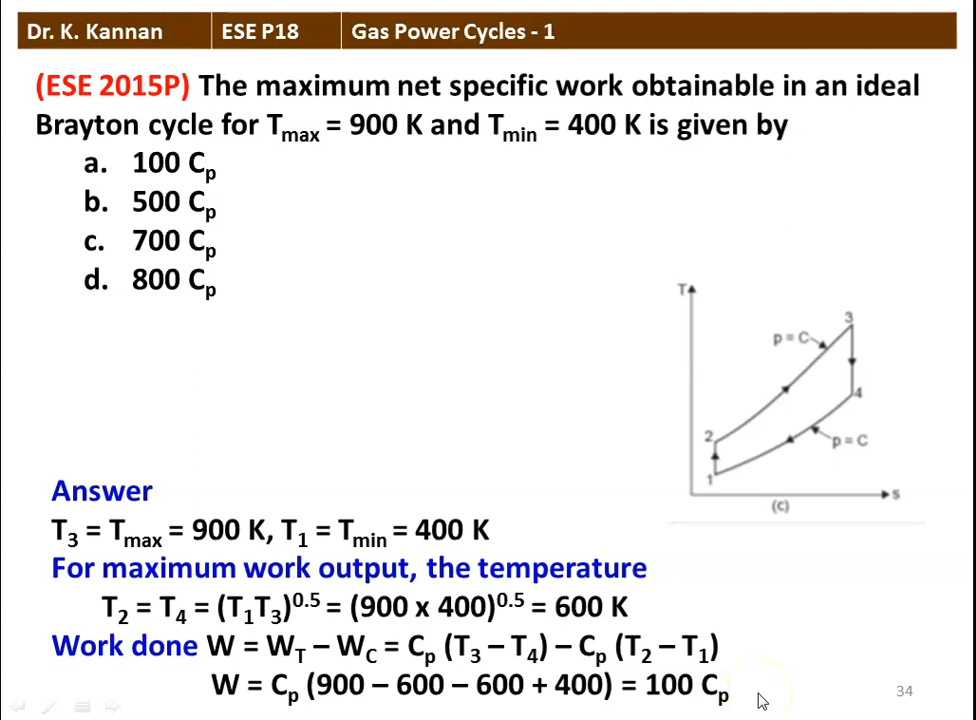 Dr. K. Kannan ESE P18 Gas Power Cycles - 1
(ESE 2015P) The maximum net specific work obtainable in an ideal
Brayton cycle for Tmax = 900 K and Tmin = 400 K is given by
a. 100 Cp
b. 500 Cp
c. 700 Cp
d. 800 Cp
T
3
p = C
4
2
p = C
1
s
(c)
Answer
T3 = Tmax = 900 K, T1 = Tmin = 400 K
For maximum work output, the temperature
T2 = T4 = (T1T3)^0.5 = (900 x 400)^0.5 = 600 K
Work done W = WT – WC = Cp (T3 – T4) – Cp (T2 – T1)
W = Cp (900 – 600 – 600 + 400) = 100 Cp
34